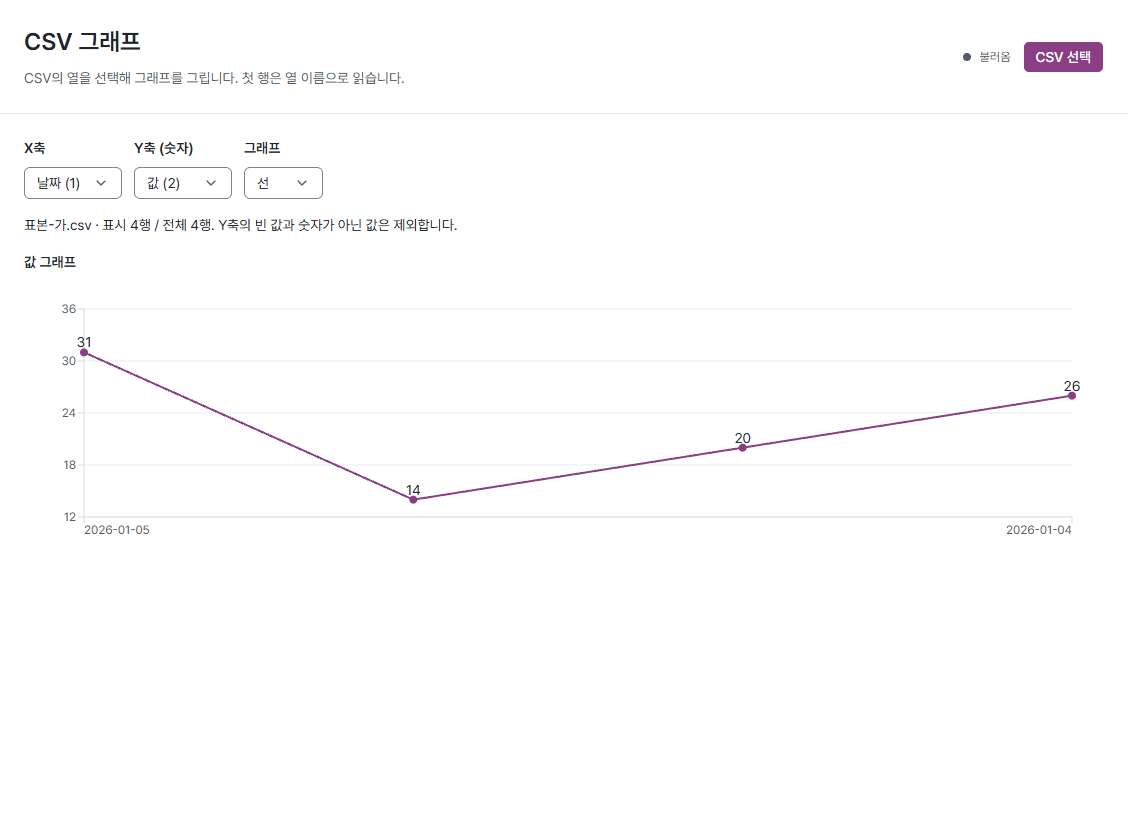 CSV 그래프
CSV의 열을 선택해 그래프를 그립니다. 첫 행은 열 이름으로 읽습니다.
불러옴
CSV 선택
X축
Y축 (숫자)
그래프
날짜 (1)
값 (2)
선
표본-가.csv · 표시 4행 / 전체 4행. Y축의 빈 값과 숫자가 아닌 값은 제외합니다.
값 그래프
36
31
30
26
24
20
18
14
12
2026-01-05
2026-01-04